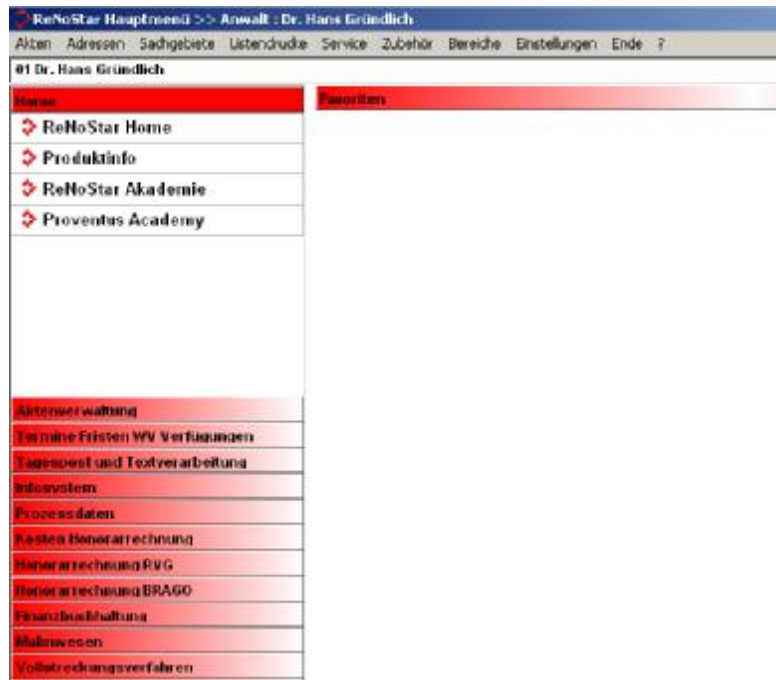 ReNoStar Hauptmenü >> Anwalt : Dr. Hans Gründlich
Akten Adressen Sachgebiete Listendrucke Service Zubehör Bereiche Einstellungen Ende ?
01 Dr. Hans Gründlich
Home
Favoriten
ReNoStar Home
Produktinfo
ReNoStar Akademie
Proventus Academy
Aktenverwaltung
Termine Fristen WV Verfügungen
Tagespost und Textverarbeitung
Infosystem
Prozessdaten
Kosten Honorarrechnung
Honorarrechnung RVG
Honorarrechnung BRAGO
Finanzbuchhaltung
Mahnwesen
Vollstreckungsverfahren